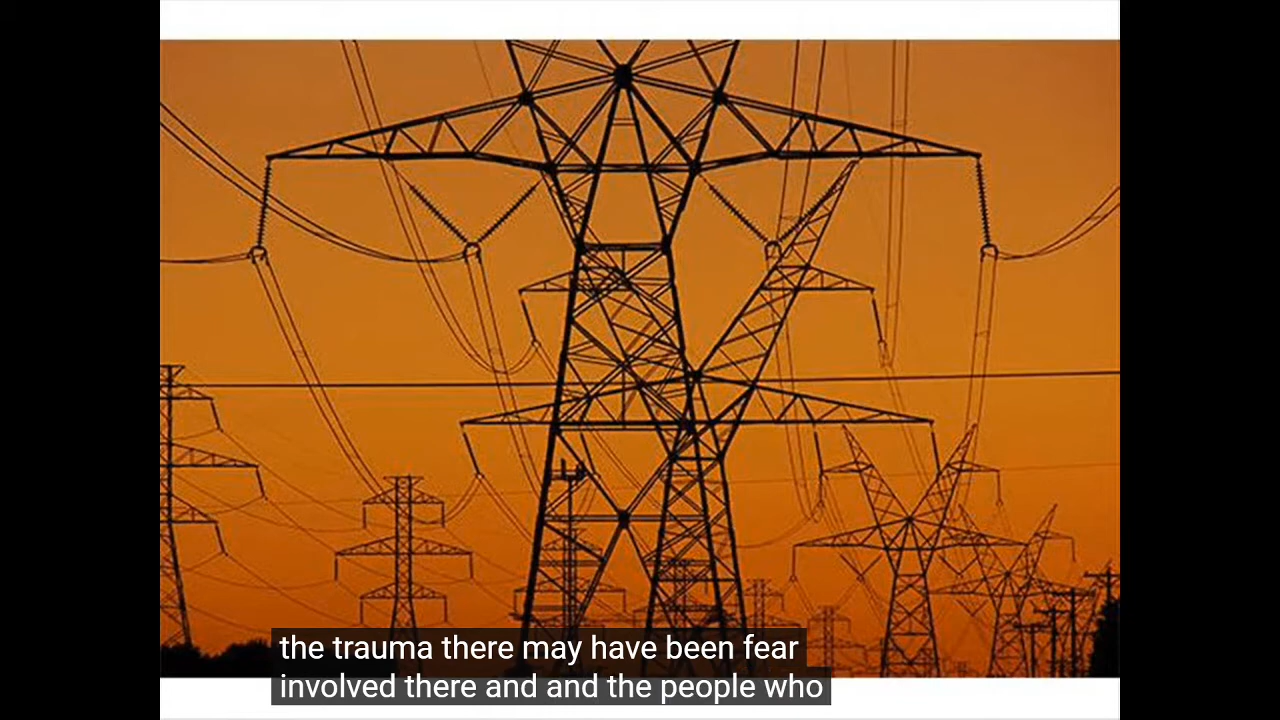 the trauma there may have been fear
involved there and and the people who